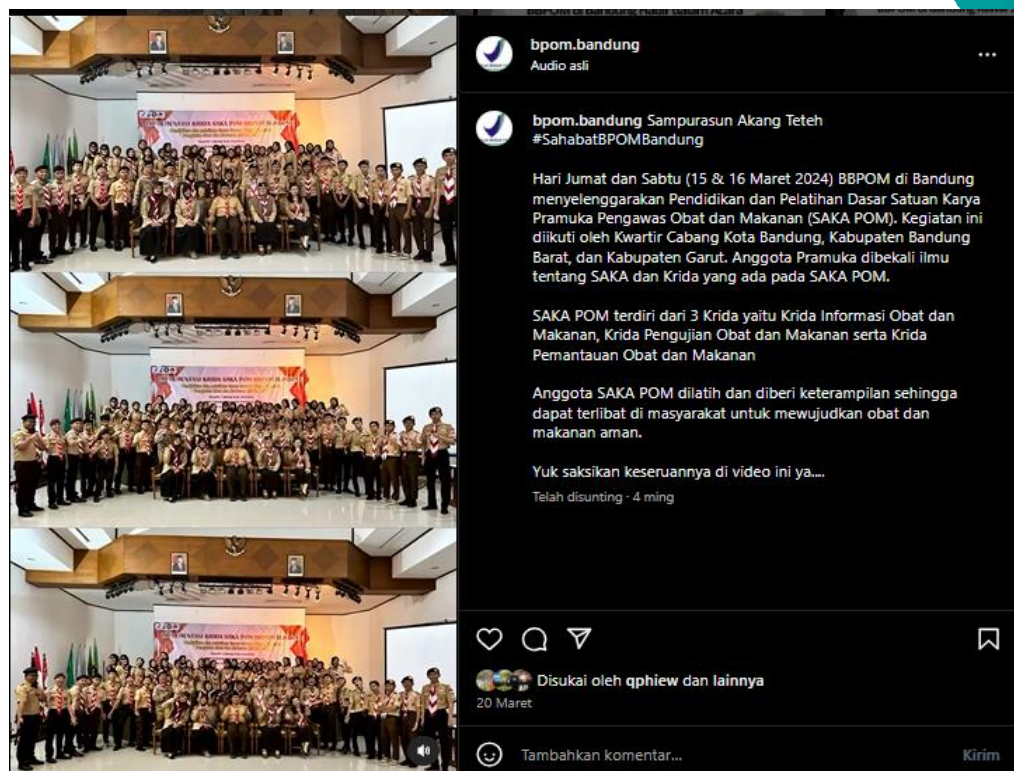 bpom.bandung
Audio asli
bpom.bandung Sampurasun Akang Teteh
#SahabatBPOMBandung
Hari Jumat dan Sabtu (15 & 16 Maret 2024) BBPOM di Bandung
menyelenggarakan Pendidikan dan Pelatihan Dasar Satuan Karya
Pramuka Pengawas Obat dan Makanan (SAKA POM). Kegiatan ini
diikuti oleh Kwartir Cabang Kota Bandung, Kabupaten Bandung
Barat, dan Kabupaten Garut. Anggota Pramuka dibekali ilmu
tentang SAKA dan Krida yang ada pada SAKA POM.
SAKA POM terdiri dari 3 Krida yaitu Krida Informasi Obat dan
Makanan, Krida Pengujian Obat dan Makanan serta Krida
Pemantauan Obat dan Makanan
Anggota SAKA POM dilatih dan diberi keterampilan sehingga
dapat terlibat di masyarakat untuk mewujudkan obat dan
makanan aman.
Yuk saksikan keseruannya di video ini ya....
Telah disunting · 4 ming
Disukai oleh qphiew dan lainnya
20 Maret
Tambahkan komentar...
Kirim